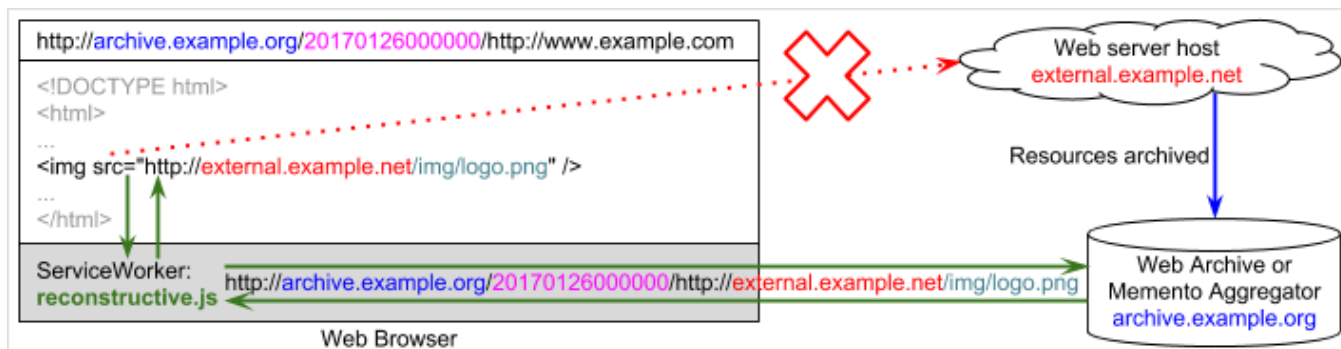 http://archive.example.org/20170126000000/http://www.example.com
<!DOCTYPE html>
<html>
...
<img src="http://external.example.net/img/logo.png" />
...
</html>
ServiceWorker:
reconstructive.js
http://archive.example.org/20170126000000/http://external.example.net/img/logo.png
Web Browser
Web server host
external.example.net
Resources archived
Web Archive or
Memento Aggregator
archive.example.org